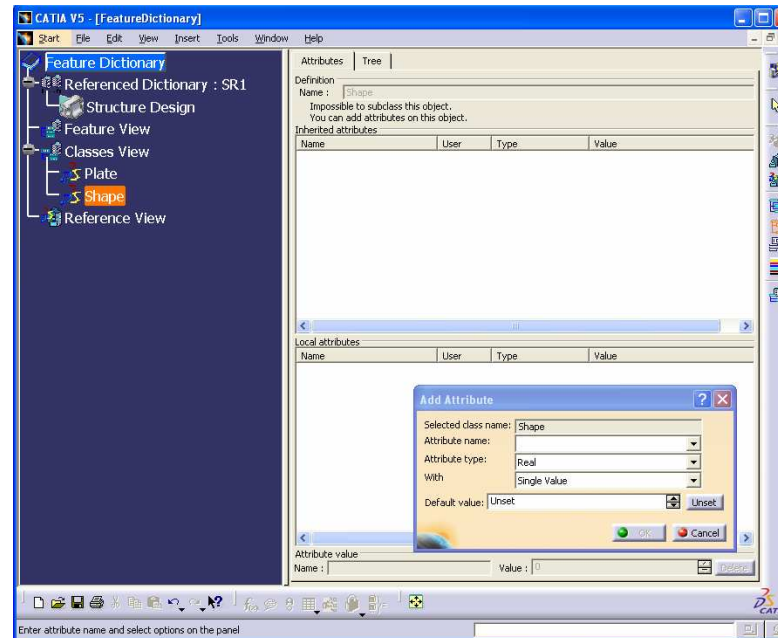 CATIA V5 - [FeatureDictionary]
Start File Edit View Insert Tools Window Help
Feature Dictionary
Referenced Dictionary : SR1
Structure Design
Feature View
Classes View
Plate
Shape
Reference View
Attributes Tree
Definition
Name : Shape
Impossible to subclass this object.
You can add attributes on this object.
Inherited attributes
Name User Type Value
Local attributes
Name User Type Value
Add Attribute
Selected class name: Shape
Attribute name:
Attribute type: Real
With Single Value
Default value: Unset Unset
OK Cancel
Attribute value
Name : Value : 0 Delete
Enter attribute name and select options on the panel